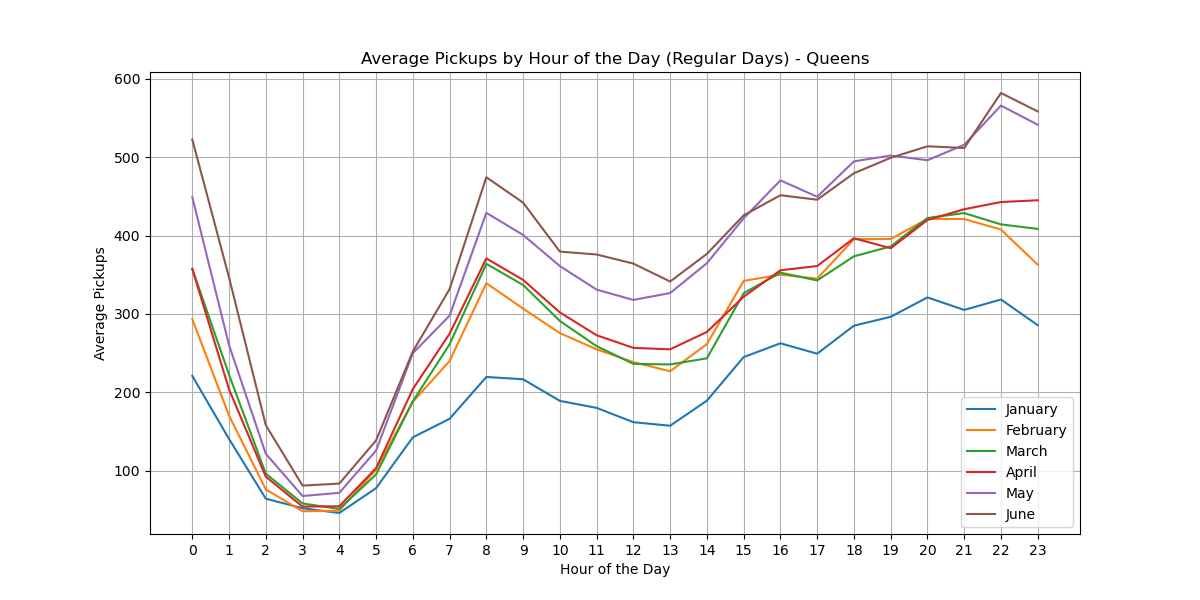 Average Pickups by Hour of the Day (Regular Days) - Queens
Average Pickups
600
500
400
300
200
100
0 1 2 3 4 5 6 7 8 9 10 11 12 13 14 15 16 17 18 19 20 21 22 23
Hour of the Day
January
February
March
April
May
June